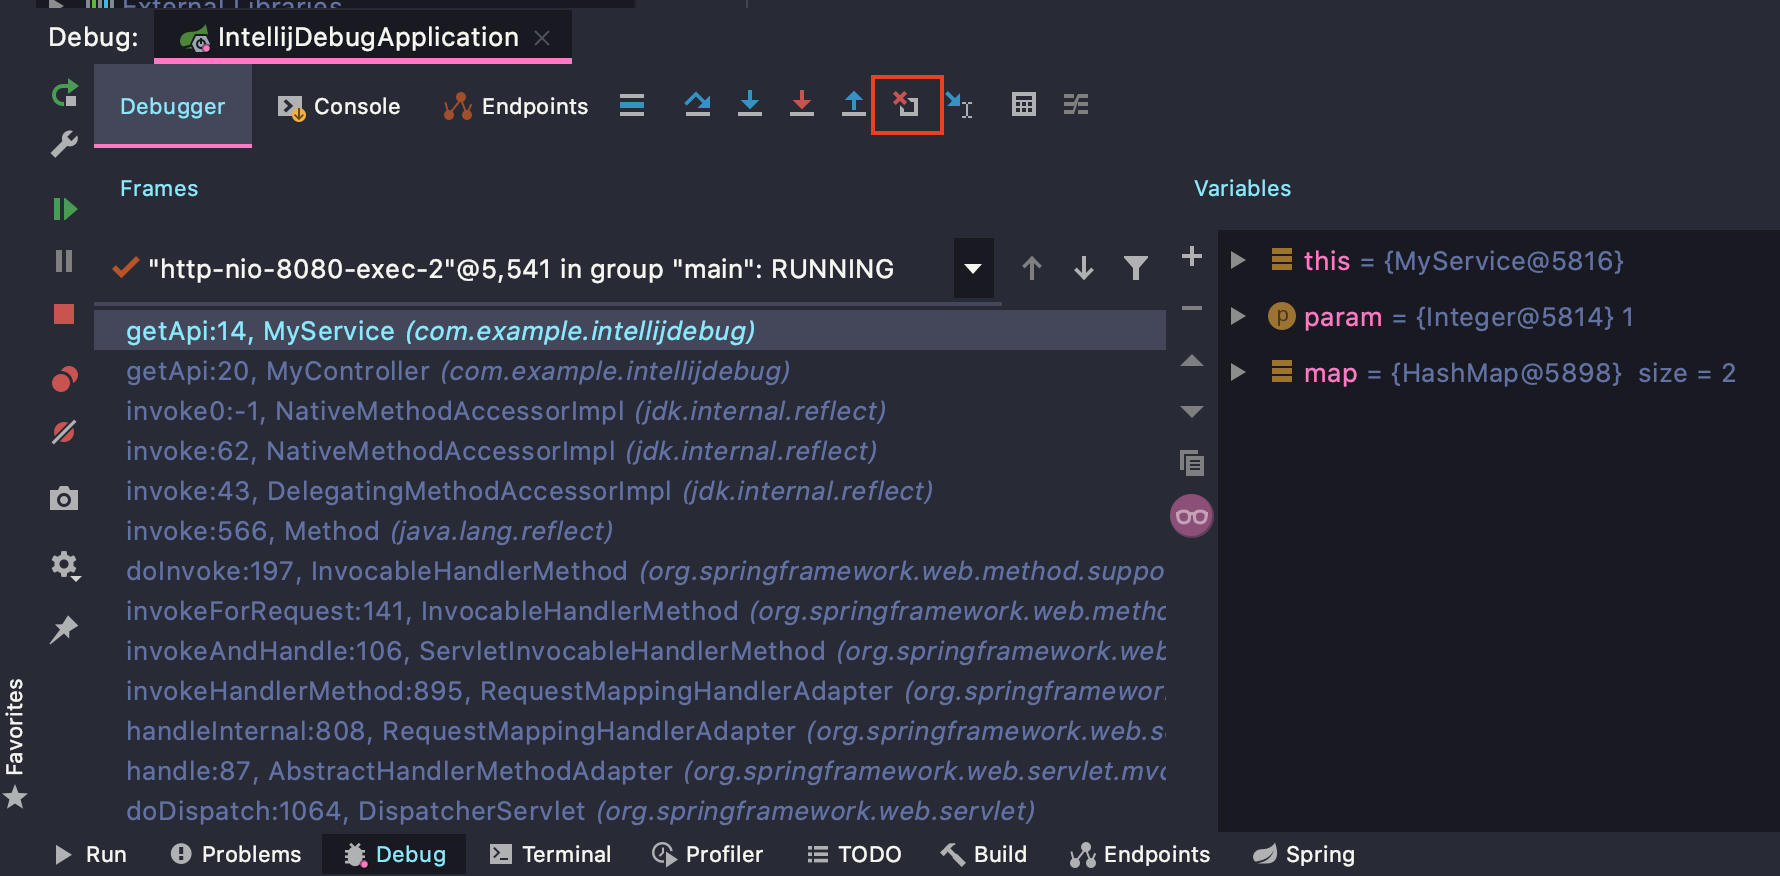 External Libraries
Debug: IntellijDebugApplication
Debugger Console Endpoints
Frames
Variables
"http-nio-8080-exec-2"@5,541 in group "main": RUNNING
getApi:14, MyService (com.example.intellijdebug)
getApi:20, MyController (com.example.intellijdebug)
invoke0:-1, NativeMethodAccessorImpl (jdk.internal.reflect)
invoke:62, NativeMethodAccessorImpl (jdk.internal.reflect)
invoke:43, DelegatingMethodAccessorImpl (jdk.internal.reflect)
invoke:566, Method (java.lang.reflect)
doInvoke:197, InvocableHandlerMethod (org.springframework.web.method.suppo
invokeForRequest:141, InvocableHandlerMethod (org.springframework.web.metho
invokeAndHandle:106, ServletInvocableHandlerMethod (org.springframework.web
invokeHandlerMethod:895, RequestMappingHandlerAdapter (org.springframewor
handleInternal:808, RequestMappingHandlerAdapter (org.springframework.web.s
handle:87, AbstractHandlerMethodAdapter (org.springframework.web.servlet.mvc
doDispatch:1064, DispatcherServlet (org.springframework.web.servlet)
this = {MyService@5816}
p param = {Integer@5814} 1
map = {HashMap@5898} size = 2
Favorites
Run Problems Debug Terminal Profiler TODO Build Endpoints Spring